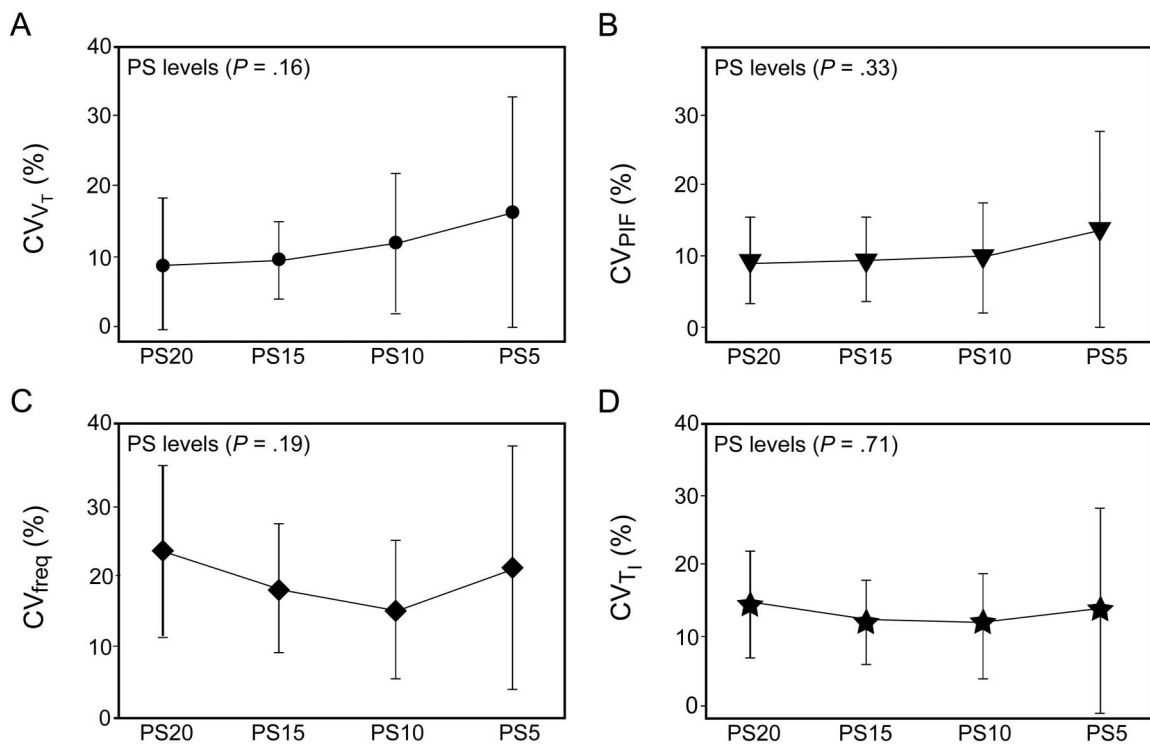 A
40
PS levels (P = .16)
30
20
10
0
CVVT (%)
PS20 PS15 PS10 PS5
B
40
PS levels (P = .33)
30
20
10
0
CVPIF (%)
PS20 PS15 PS10 PS5
C
40
PS levels (P = .19)
30
20
10
0
CVfreq (%)
PS20 PS15 PS10 PS5
D
40
PS levels (P = .71)
30
20
10
0
CVTI (%)
PS20 PS15 PS10 PS5